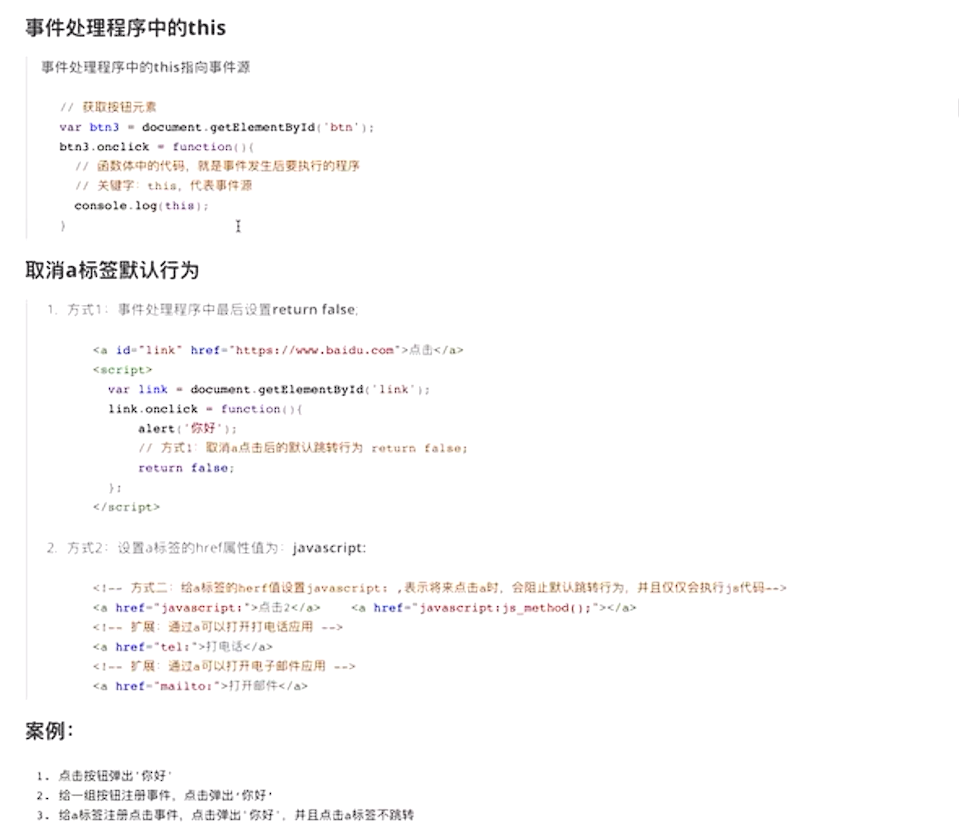 事件处理程序中的this
事件处理程序中的this指向事件源
// 获取按钮元素
var btn3 = document.getElementById('btn');
btn3.onclick = function(){
// 函数体中的代码，就是事件发生后要执行的程序
// 关键字：this，代表事件源
console.log(this);
}
取消a标签默认行为
1. 方式1：事件处理程序中最后设置return false;
<a id="link" href="https://www.baidu.com">点击</a>
<script>
var link = document.getElementById('link');
link.onclick = function(){
alert('你好');
// 方式1：取消a点击后的默认跳转行为 return false;
return false;
};
</script>
2. 方式2：设置a标签的href属性值为：javascript:
<!-- 方式二：给a标签的herf值设置javascript: ,表示将来点击a时，会阻止默认跳转行为，并且仅仅会执行js代码-->
<a href="javascript:">点击2</a> <a href="javascript:js_method();"></a>
<!-- 扩展：通过a可以打开打电话应用 -->
<a href="tel:">打电话</a>
<!-- 扩展：通过a可以打开电子邮件应用 -->
<a href="mailto:">打开邮件</a>
案例：
1. 点击按钮弹出'你好'
2. 给一组按钮注册事件，点击弹出'你好'
3. 给a标签注册点击事件，点击弹出'你好'，并且点击a标签不跳转